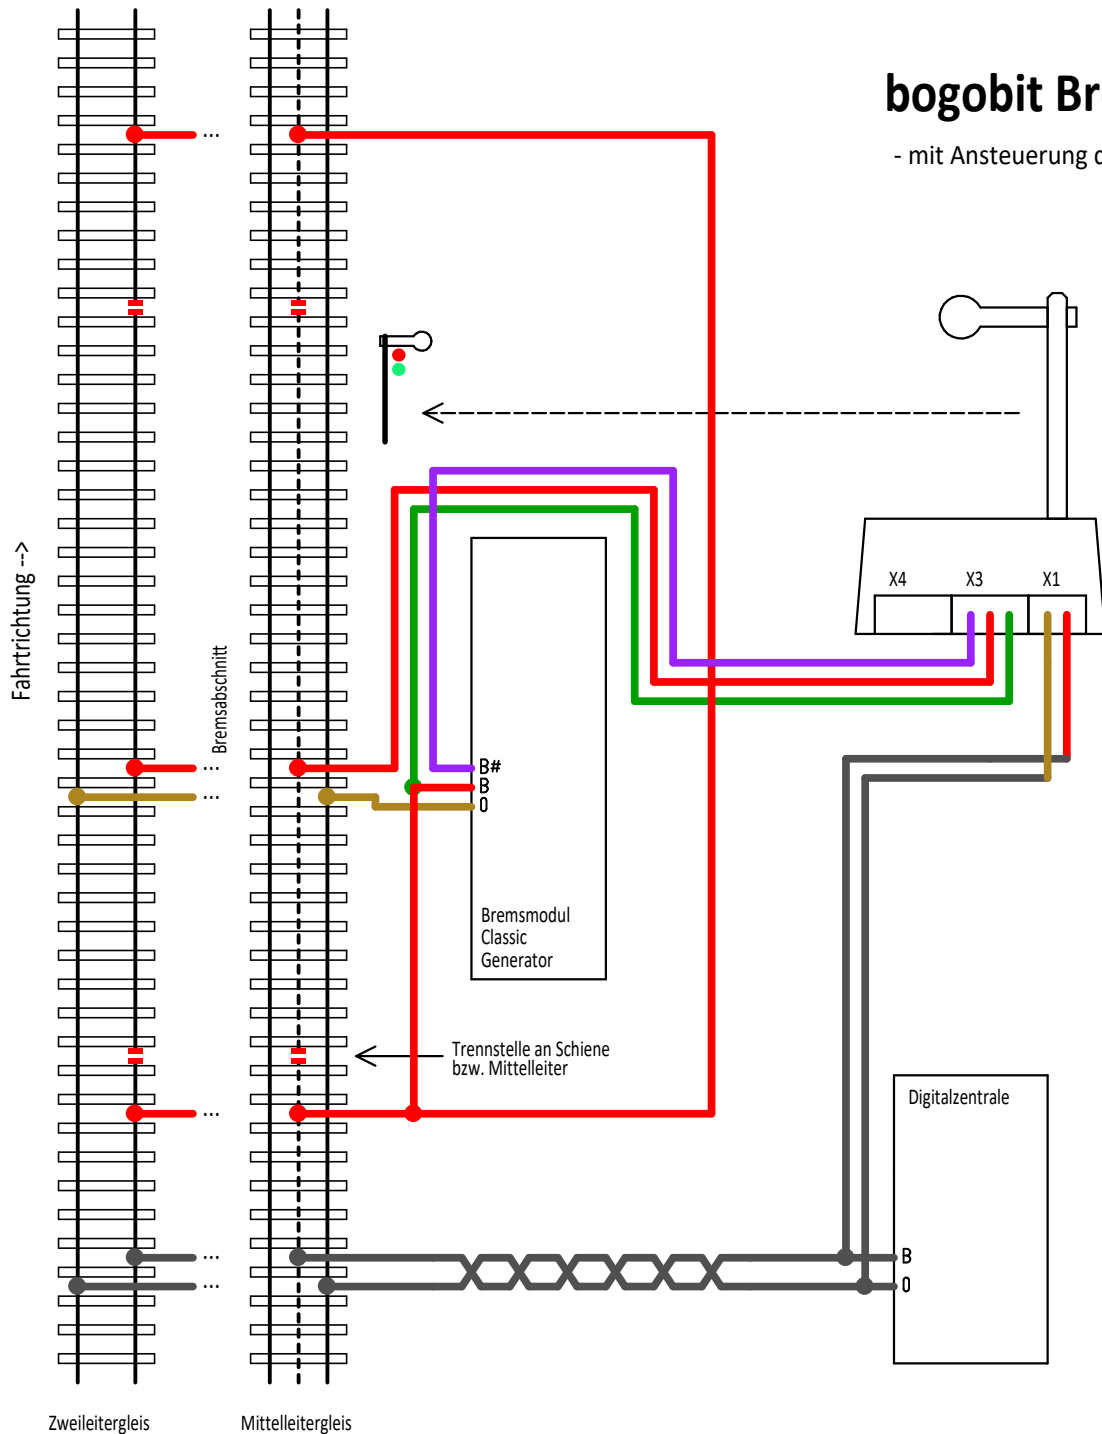 bogobit Br
- mit Ansteuerung d
...
X4
X3
X1
Fahrtrichtung -->
Bremsabschnitt
...
...
B#
B
0
Bremsmodul
Classic
Generator
Trennstelle an Schiene
bzw. Mittelleiter
Digitalzentrale
...
...
...
B
0
Zweileitergleis
Mittelleitergleis